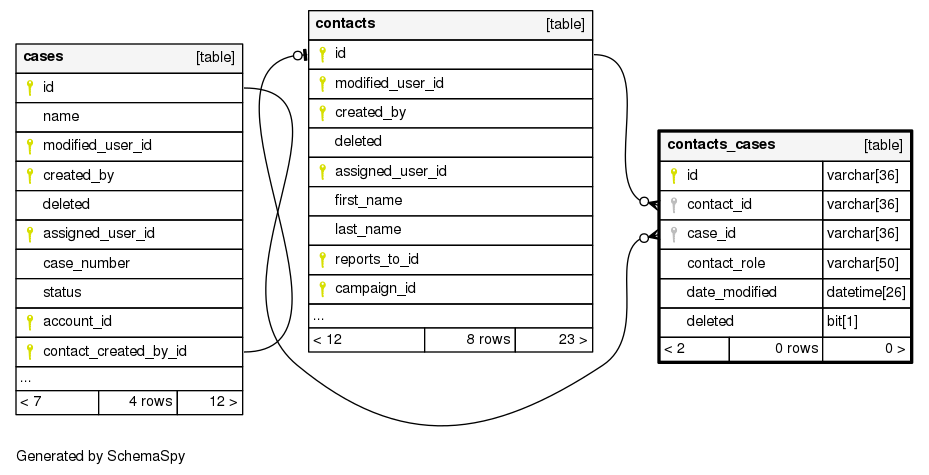 cases [table]
id
name
modified_user_id
created_by
deleted
assigned_user_id
case_number
status
account_id
contact_created_by_id
...
< 7 4 rows 12 >
contacts [table]
id
modified_user_id
created_by
deleted
assigned_user_id
first_name
last_name
reports_to_id
campaign_id
...
< 12 8 rows 23 >
contacts_cases [table]
id varchar[36]
contact_id varchar[36]
case_id varchar[36]
contact_role varchar[50]
date_modified datetime[26]
deleted bit[1]
< 2 0 rows 0 >
Generated by SchemaSpy